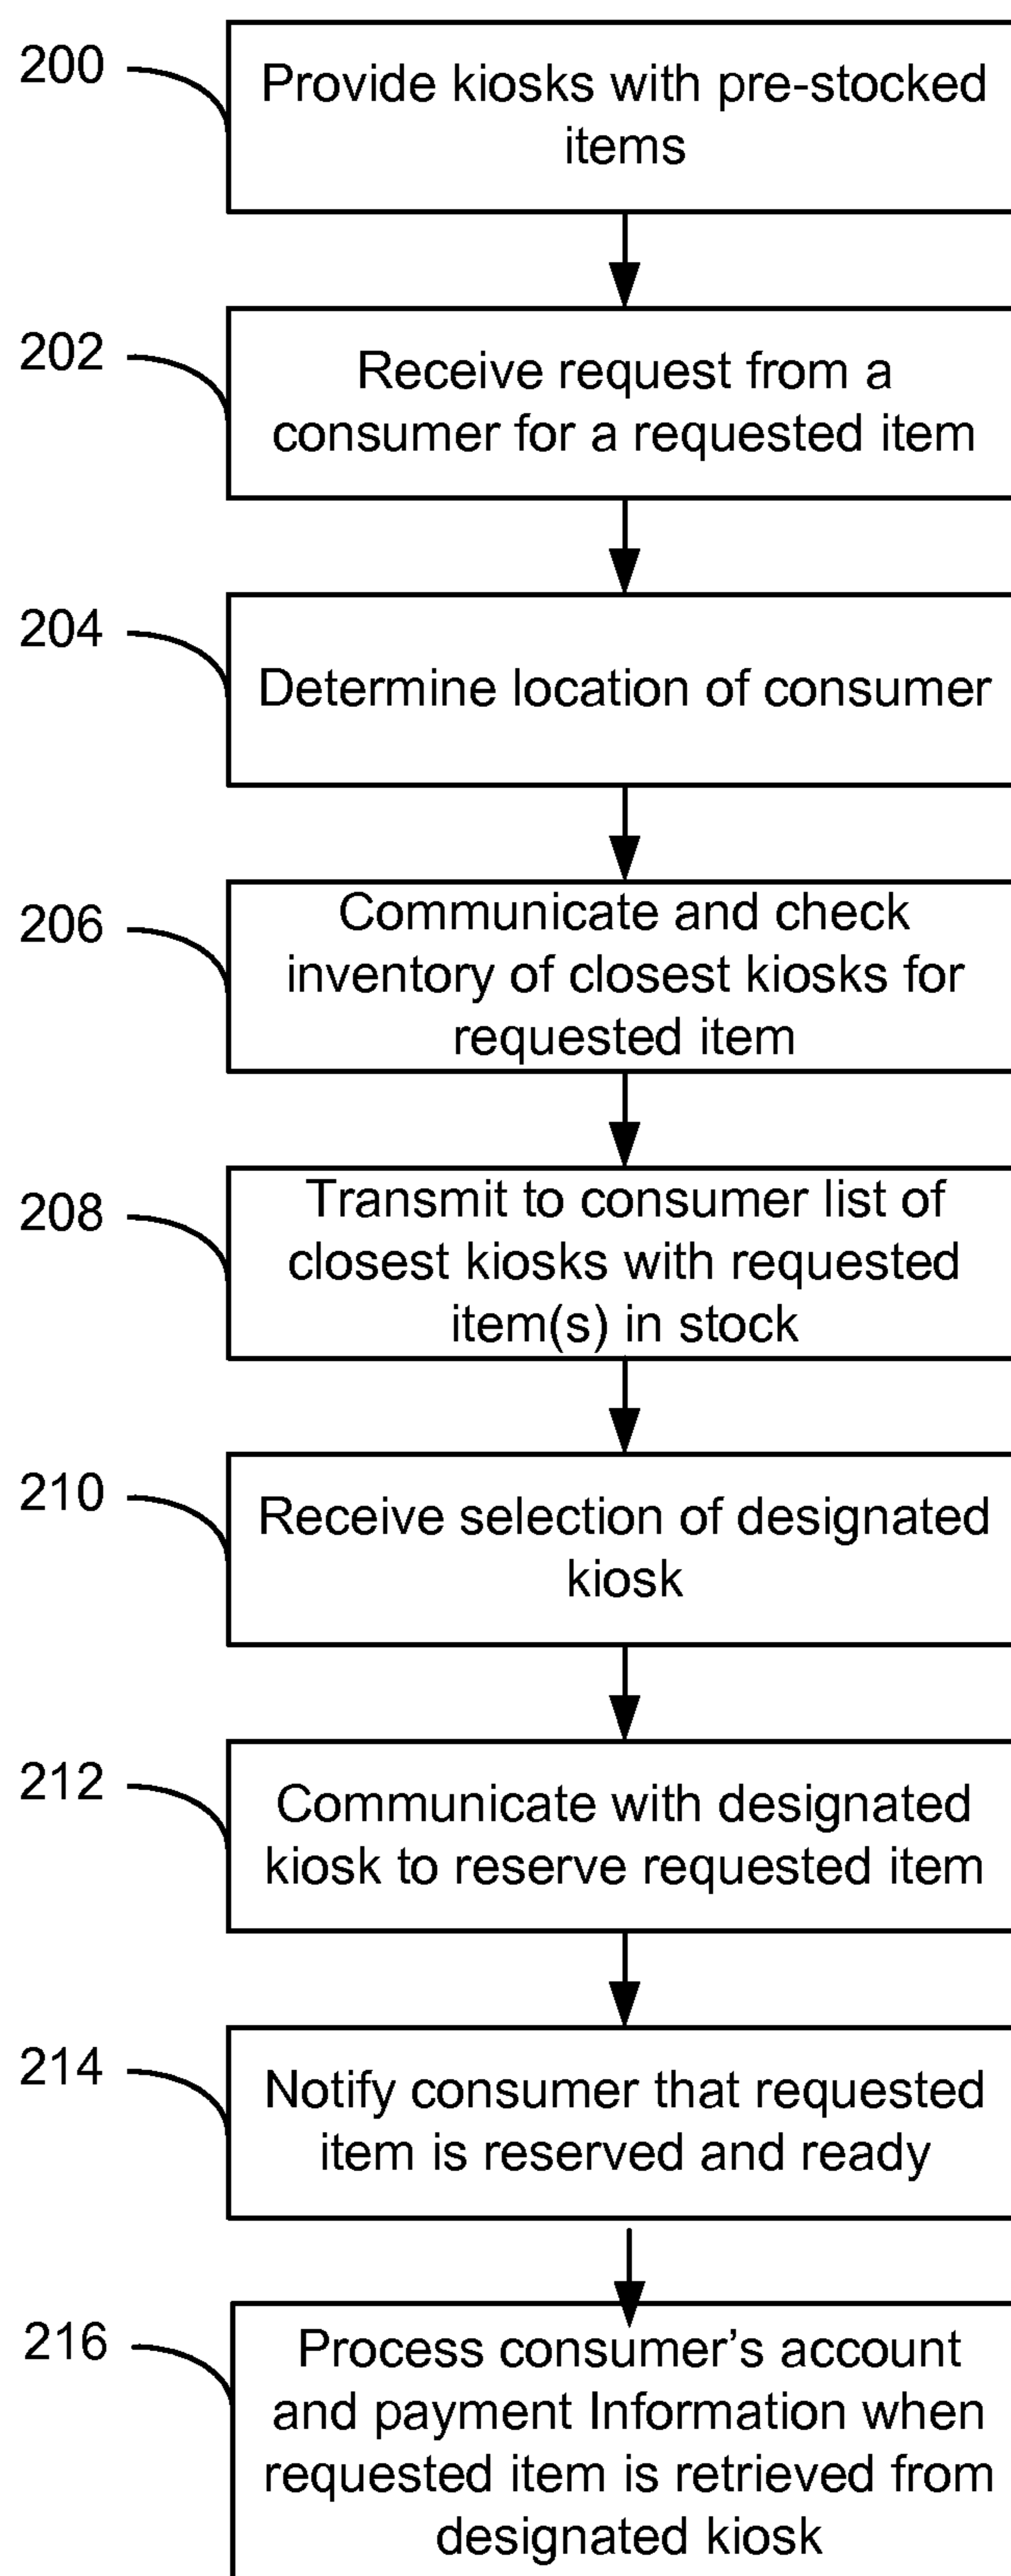 200
Provide kiosks with pre-stocked
items
202
Receive request from a
consumer for a requested item
204
Determine location of consumer
206
Communicate and check
inventory of closest kiosks for
requested item
208
Transmit to consumer list of
closest kiosks with requested
item(s) in stock
210
Receive selection of designated
kiosk
212
Communicate with designated
kiosk to reserve requested item
214
Notify consumer that requested
item is reserved and ready
216
Process consumer’s account
and payment Information when
requested item is retrieved from
designated kiosk